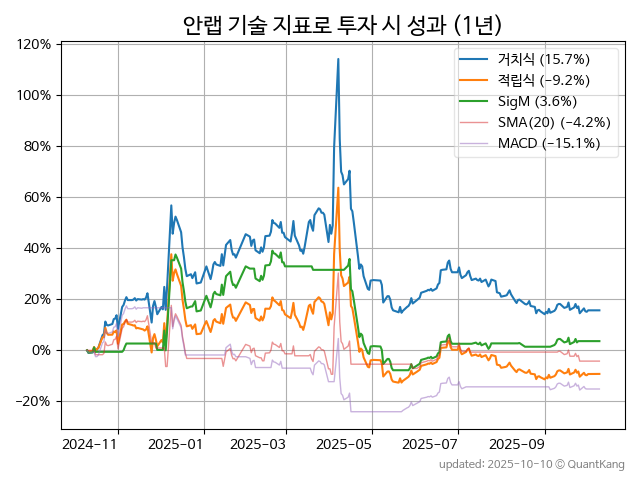 안랩 기술 지표로 투자 시 성과 (1년)
120%
100%
80%
60%
40%
20%
0%
−20%
거치식 (15.7%)
적립식 (−9.2%)
SigM (3.6%)
SMA(20) (−4.2%)
MACD (−15.1%)
2024−11 2025−01 2025−03 2025−05 2025−07 2025−09
updated: 2025-10-10 © QuantKang